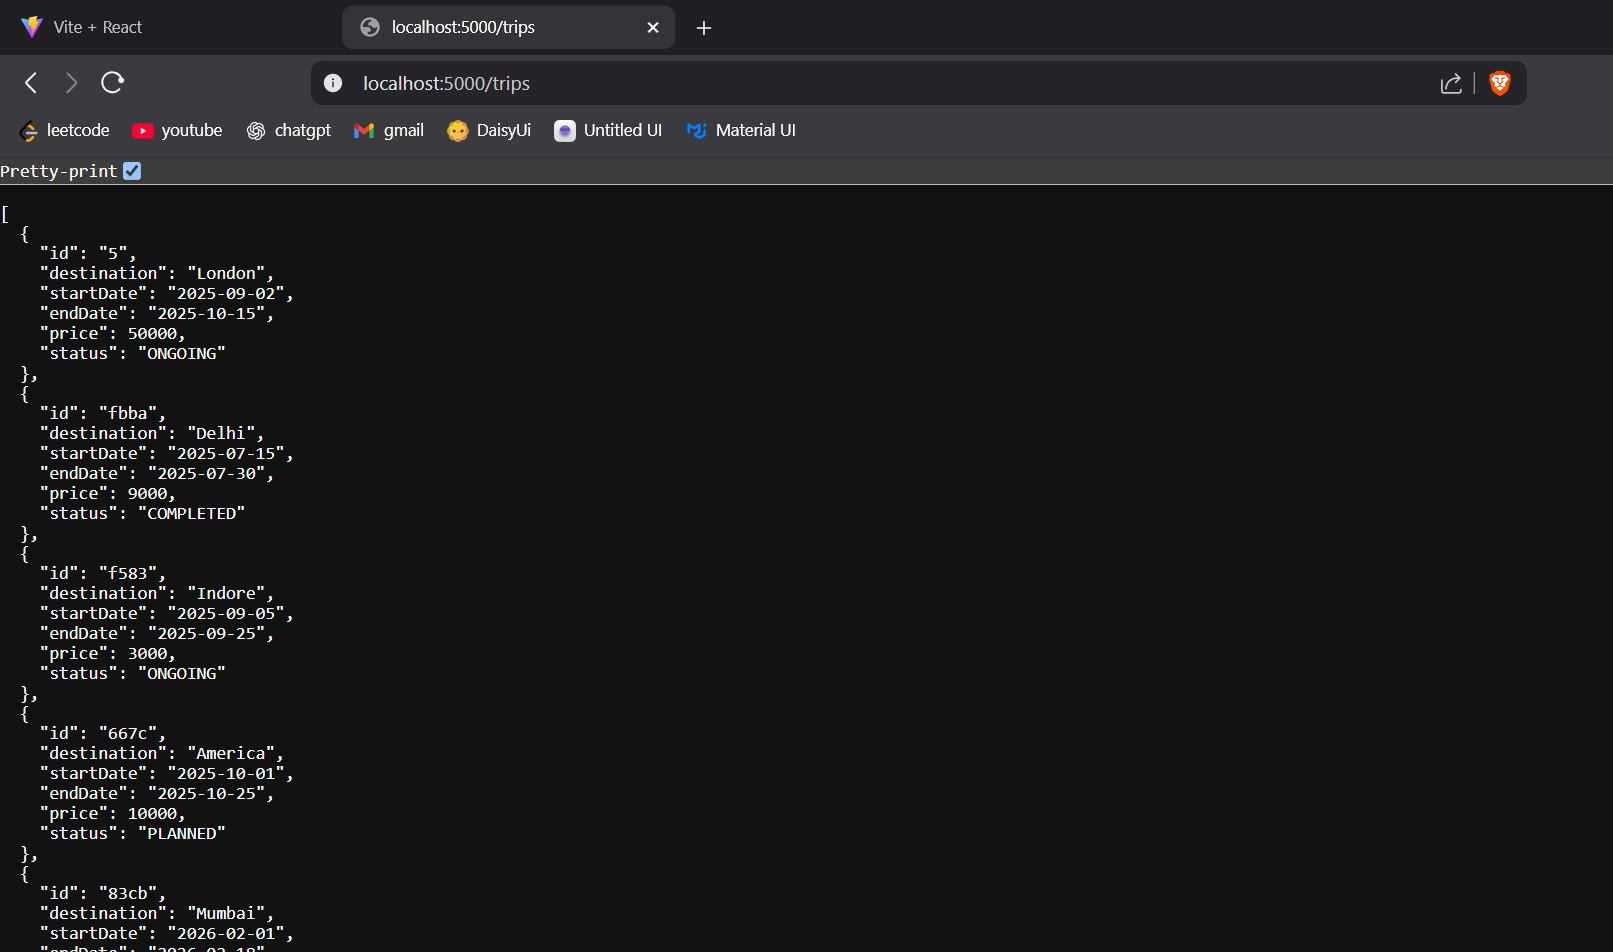 Vite + React
localhost:5000/trips
localhost:5000/trips
leetcode youtube chatgpt gmail DaisyUi Untitled UI Material UI
Pretty-print
[
  {
    "id": "5",
    "destination": "London",
    "startDate": "2025-09-02",
    "endDate": "2025-10-15",
    "price": 50000,
    "status": "ONGOING"
  },
  {
    "id": "fbba",
    "destination": "Delhi",
    "startDate": "2025-07-15",
    "endDate": "2025-07-30",
    "price": 9000,
    "status": "COMPLETED"
  },
  {
    "id": "f583",
    "destination": "Indore",
    "startDate": "2025-09-05",
    "endDate": "2025-09-25",
    "price": 3000,
    "status": "ONGOING"
  },
  {
    "id": "667c",
    "destination": "America",
    "startDate": "2025-10-01",
    "endDate": "2025-10-25",
    "price": 10000,
    "status": "PLANNED"
  },
  {
    "id": "83cb",
    "destination": "Mumbai",
    "startDate": "2026-02-01",